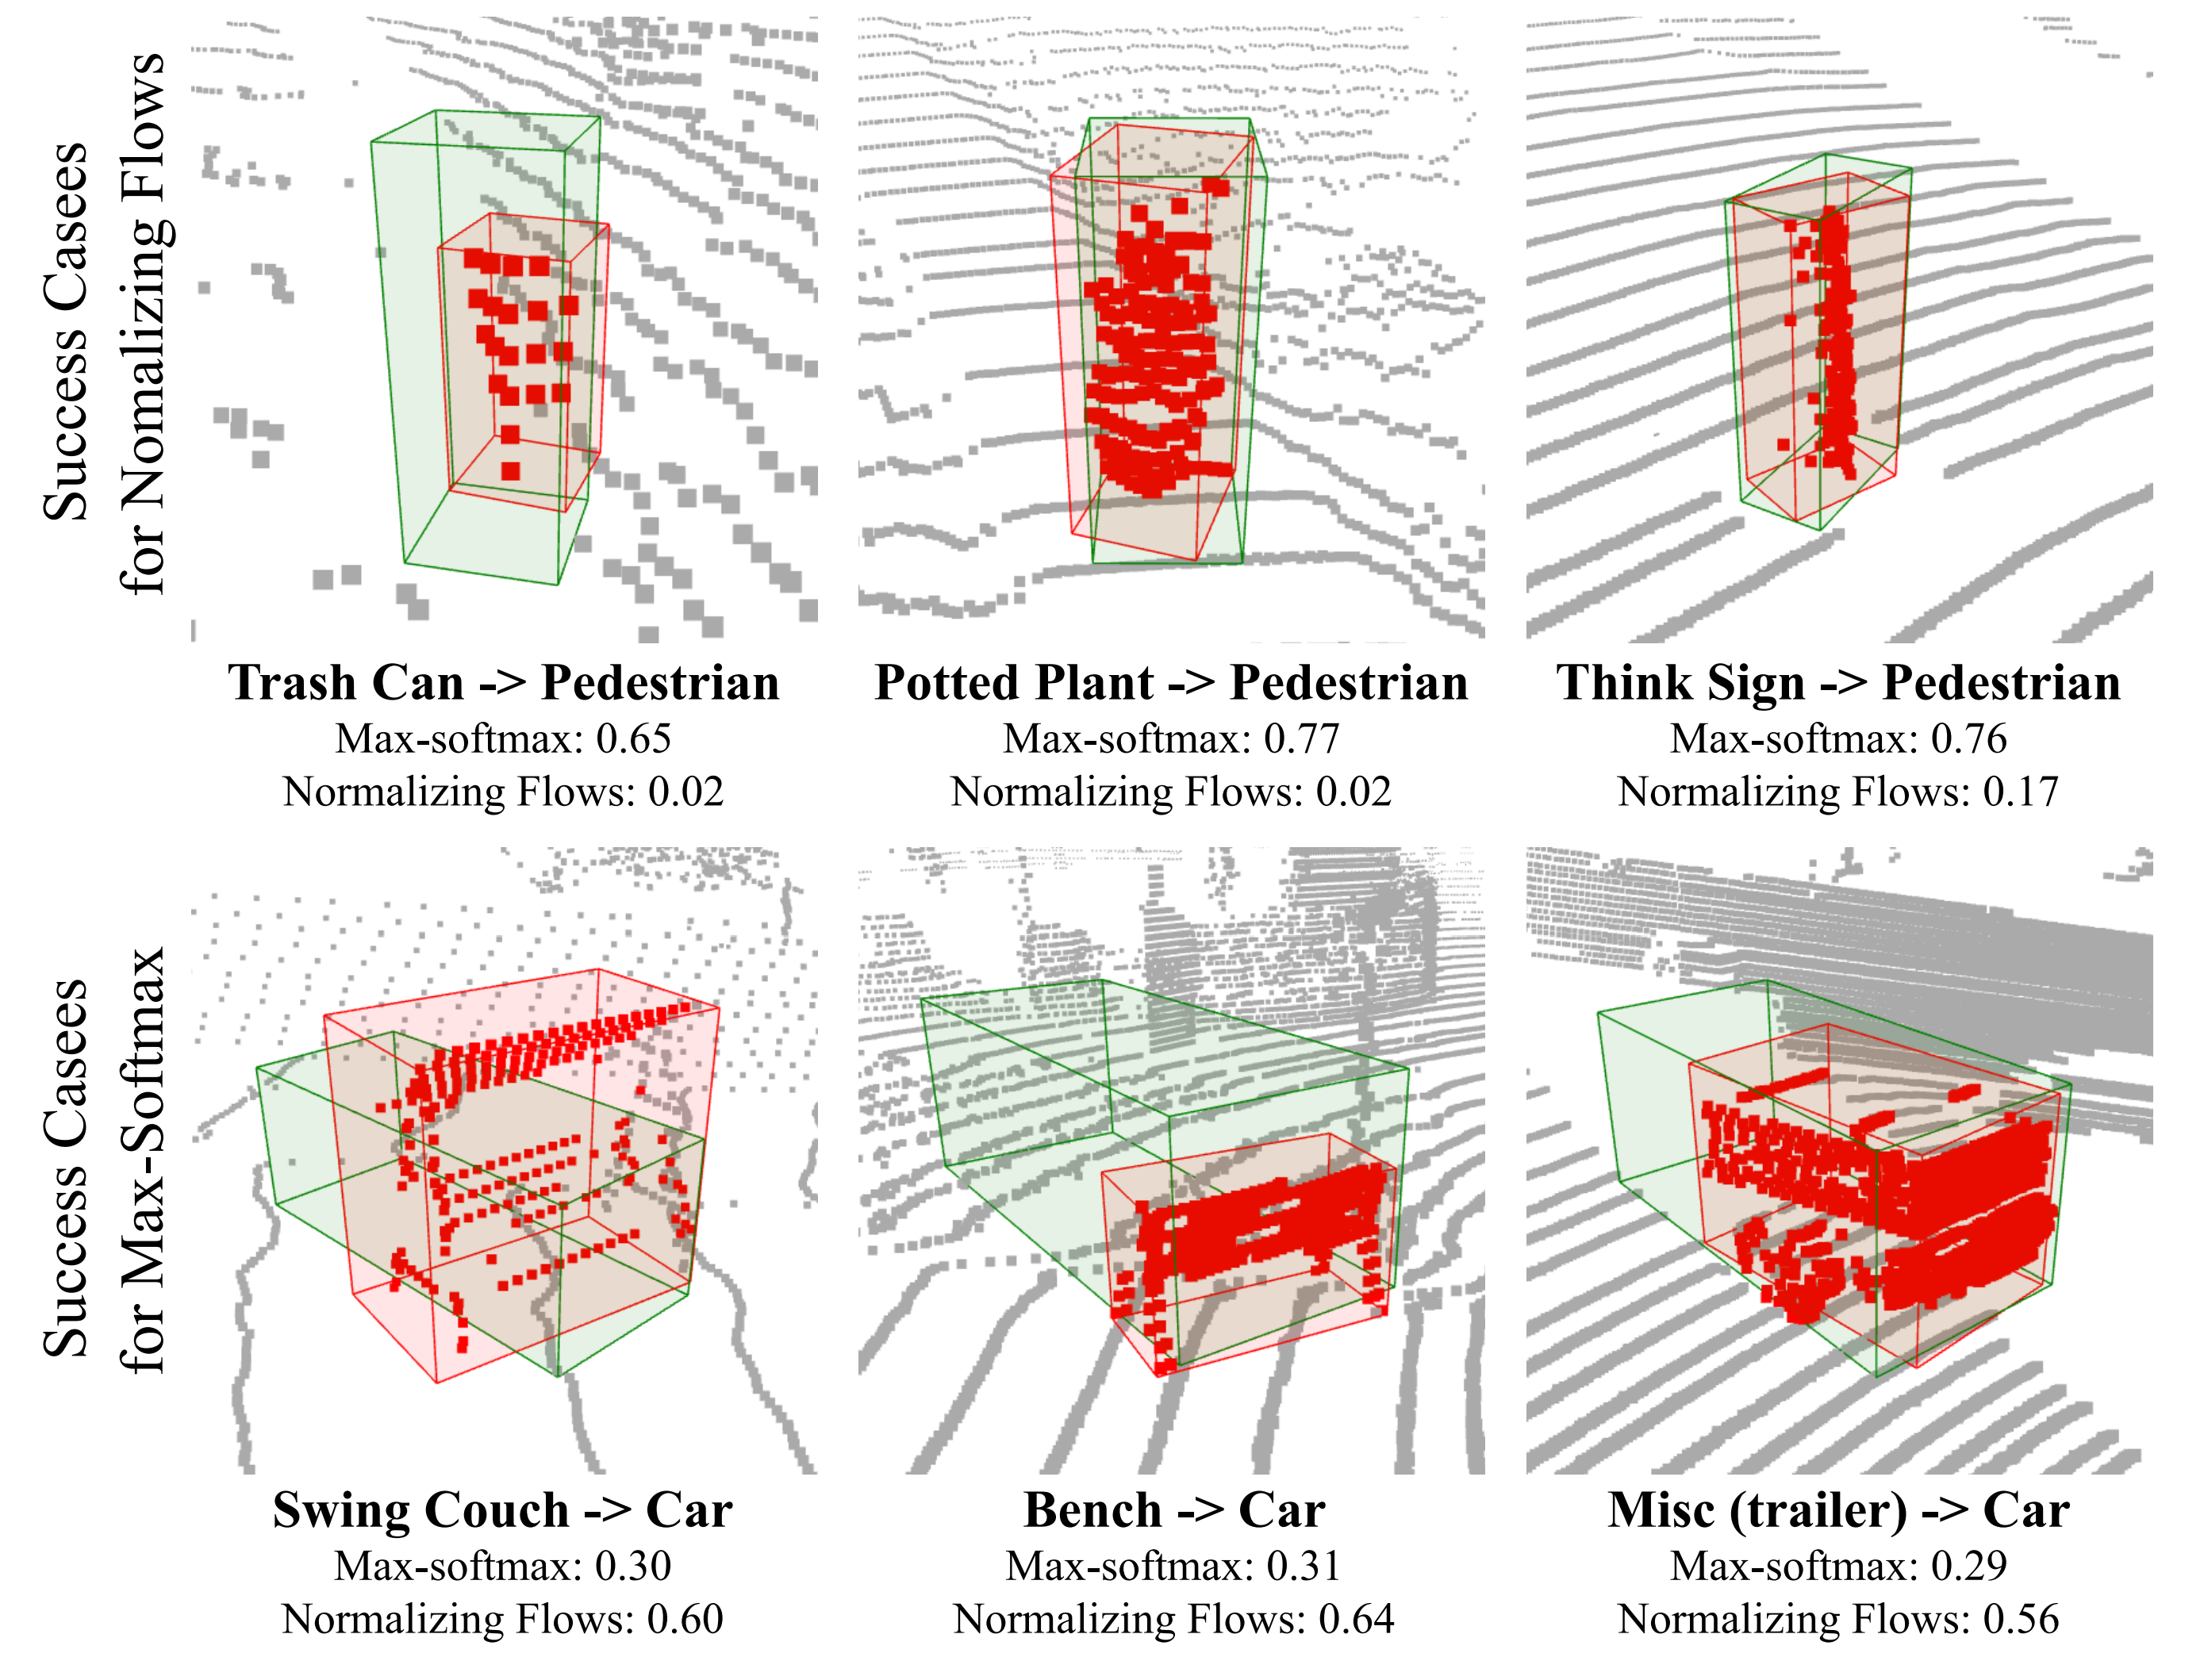 Success Casees
for Nomalizing Flows
Trash Can -> Pedestrian
Max-softmax: 0.65
Normalizing Flows: 0.02
Potted Plant -> Pedestrian
Max-softmax: 0.77
Normalizing Flows: 0.02
Think Sign -> Pedestrian
Max-softmax: 0.76
Normalizing Flows: 0.17
Success Casees
for Max-Softmax
Swing Couch -> Car
Max-softmax: 0.30
Normalizing Flows: 0.60
Bench -> Car
Max-softmax: 0.31
Normalizing Flows: 0.64
Misc (trailer) -> Car
Max-softmax: 0.29
Normalizing Flows: 0.56